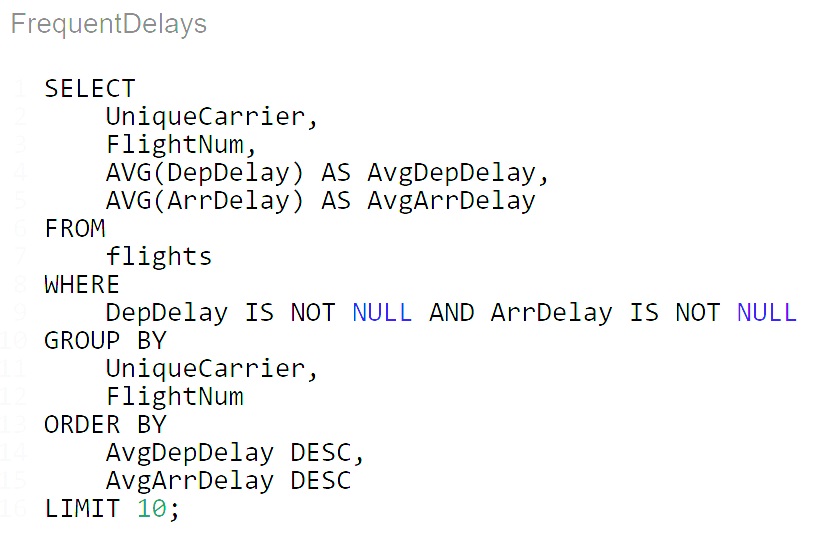 FrequentDelays
1 SELECT
2 UniqueCarrier,
3 FlightNum,
4 AVG(DepDelay) AS AvgDepDelay,
5 AVG(ArrDelay) AS AvgArrDelay
6 FROM
7 flights
8 WHERE
9 DepDelay IS NOT NULL AND ArrDelay IS NOT NULL
10 GROUP BY
11 UniqueCarrier,
12 FlightNum
13 ORDER BY
14 AvgDepDelay DESC,
15 AvgArrDelay DESC
16 LIMIT 10;